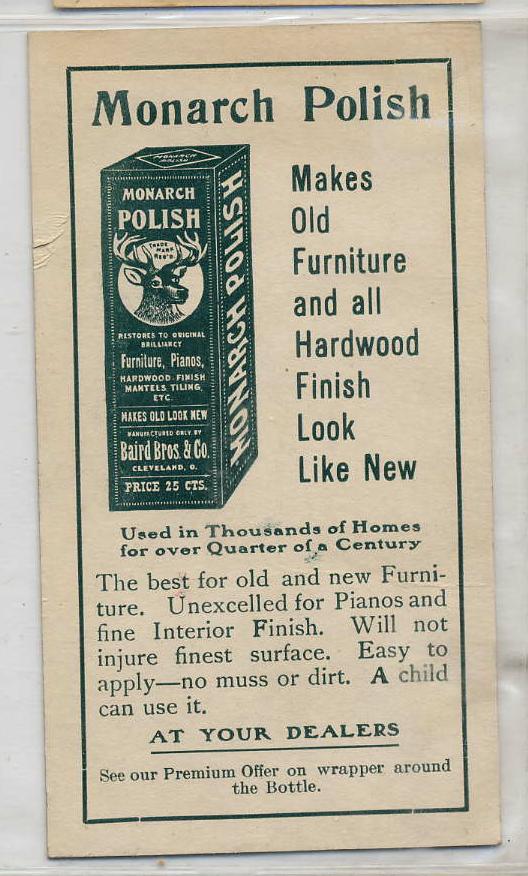 Monarch Polish
MONARCH
POLISH
MONARCH
POLISH
TRADE
MARK
REG'D.
RESTORES TO ORIGINAL
BRILLIANCY
Furniture, Pianos,
HARDWOOD FINISH
MANTELS TILING
ETC.
MAKES OLD LOOK NEW
MANUFACTURED ONLY BY
Baird Bros. & Co.
CLEVELAND, O.
PRICE 25 CTS.
MONARCH POLISH
Makes
Old
Furniture
and all
Hardwood
Finish
Look
Like New
Used in Thousands of Homes
for over Quarter of a Century
The best for old and new Furni-
ture. Unexcelled for Pianos and
fine Interior Finish. Will not
injure finest surface. Easy to
apply—no muss or dirt. A child
can use it.
AT YOUR DEALERS
See our Premium Offer on wrapper around
the Bottle.